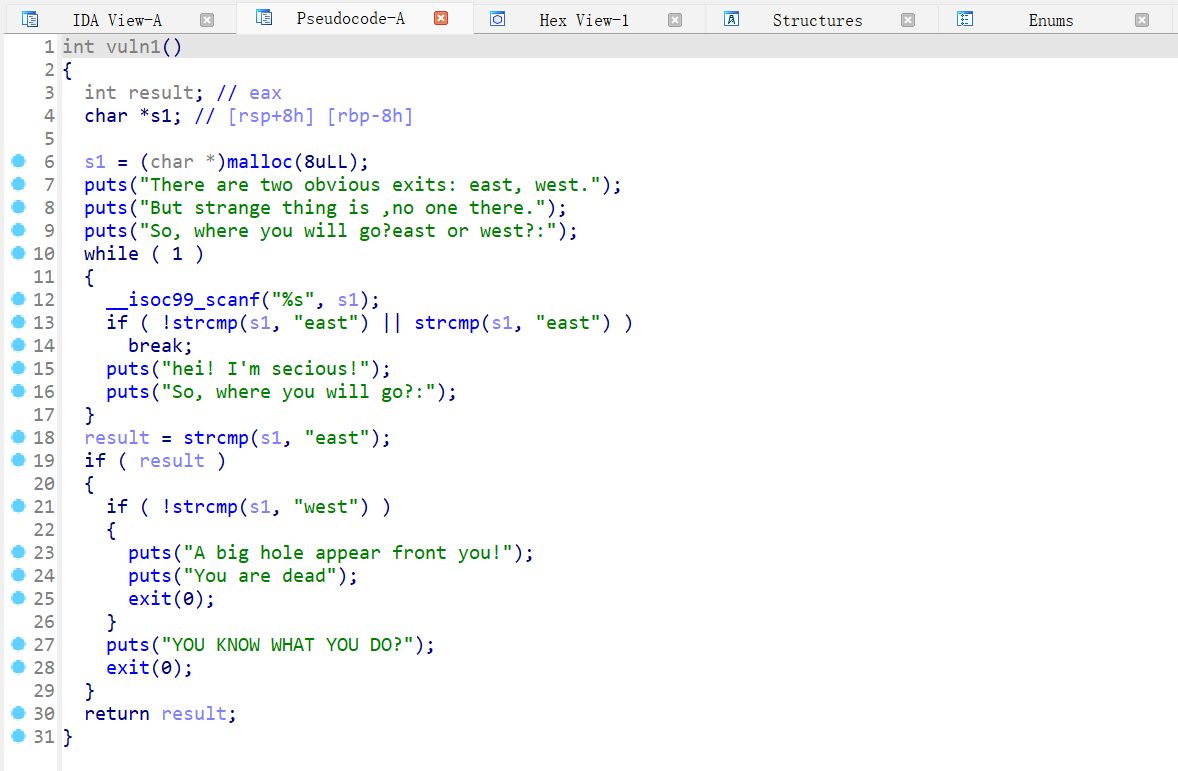 IDA View-A Pseudocode-A Hex View-1 Structures Enums
1 int vuln1()
2 {
3   int result; // eax
4   char *s1; // [rsp+8h] [rbp-8h]
5
6   s1 = (char *)malloc(8uLL);
7   puts("There are two obvious exits: east, west.");
8   puts("But strange thing is ,no one there.");
9   puts("So, where you will go?east or west?:");
10   while ( 1 )
11   {
12     __isoc99_scanf("%s", s1);
13     if ( !strcmp(s1, "east") || strcmp(s1, "east") )
14       break;
15     puts("hei! I'm secious!");
16     puts("So, where you will go?:");
17   }
18   result = strcmp(s1, "east");
19   if ( result )
20   {
21     if ( !strcmp(s1, "west") )
22     {
23       puts("A big hole appear front you!");
24       puts("You are dead");
25       exit(0);
26     }
27     puts("YOU KNOW WHAT YOU DO?");
28     exit(0);
29   }
30   return result;
31 }